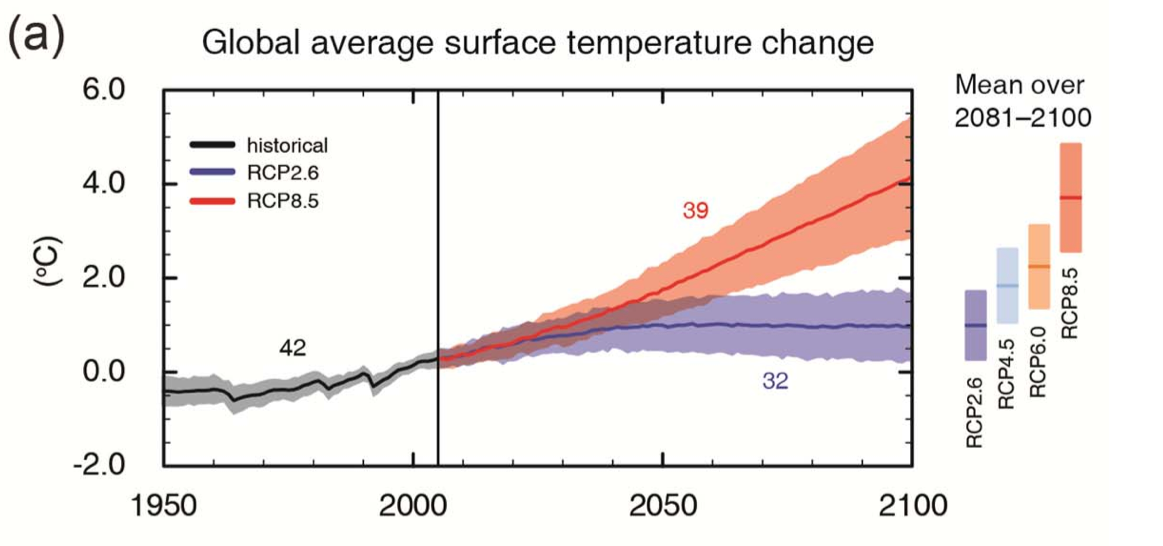 (a)
Global average surface temperature change
Mean over
2081–2100
6.0
4.0
2.0
0.0
-2.0
(°C)
historical
RCP2.6
RCP8.5
42
39
32
1950
2000
2050
2100
RCP2.6
RCP4.5
RCP6.0
RCP8.5